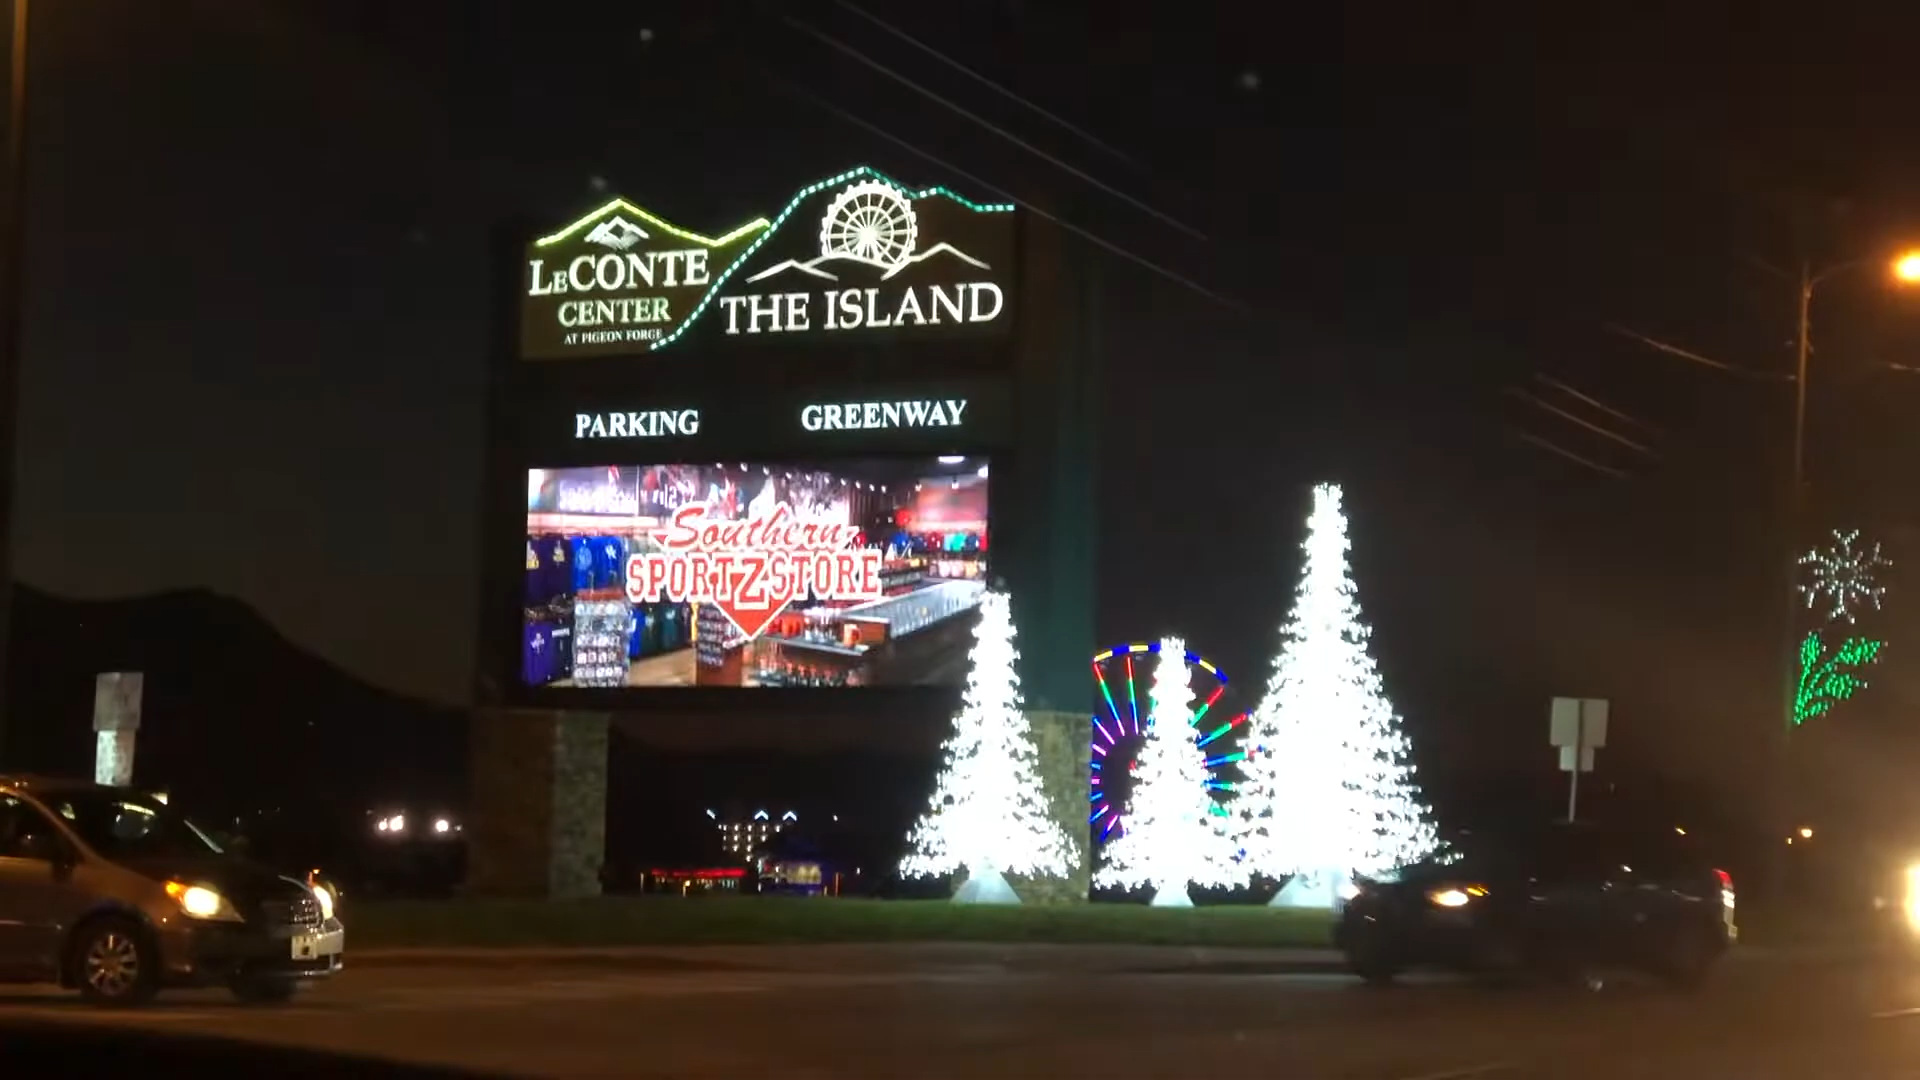 LeCONTE
CENTER
AT PIGEON FORGE
THE ISLAND
PARKING
GREENWAY
Southern
SPORTZSTORE